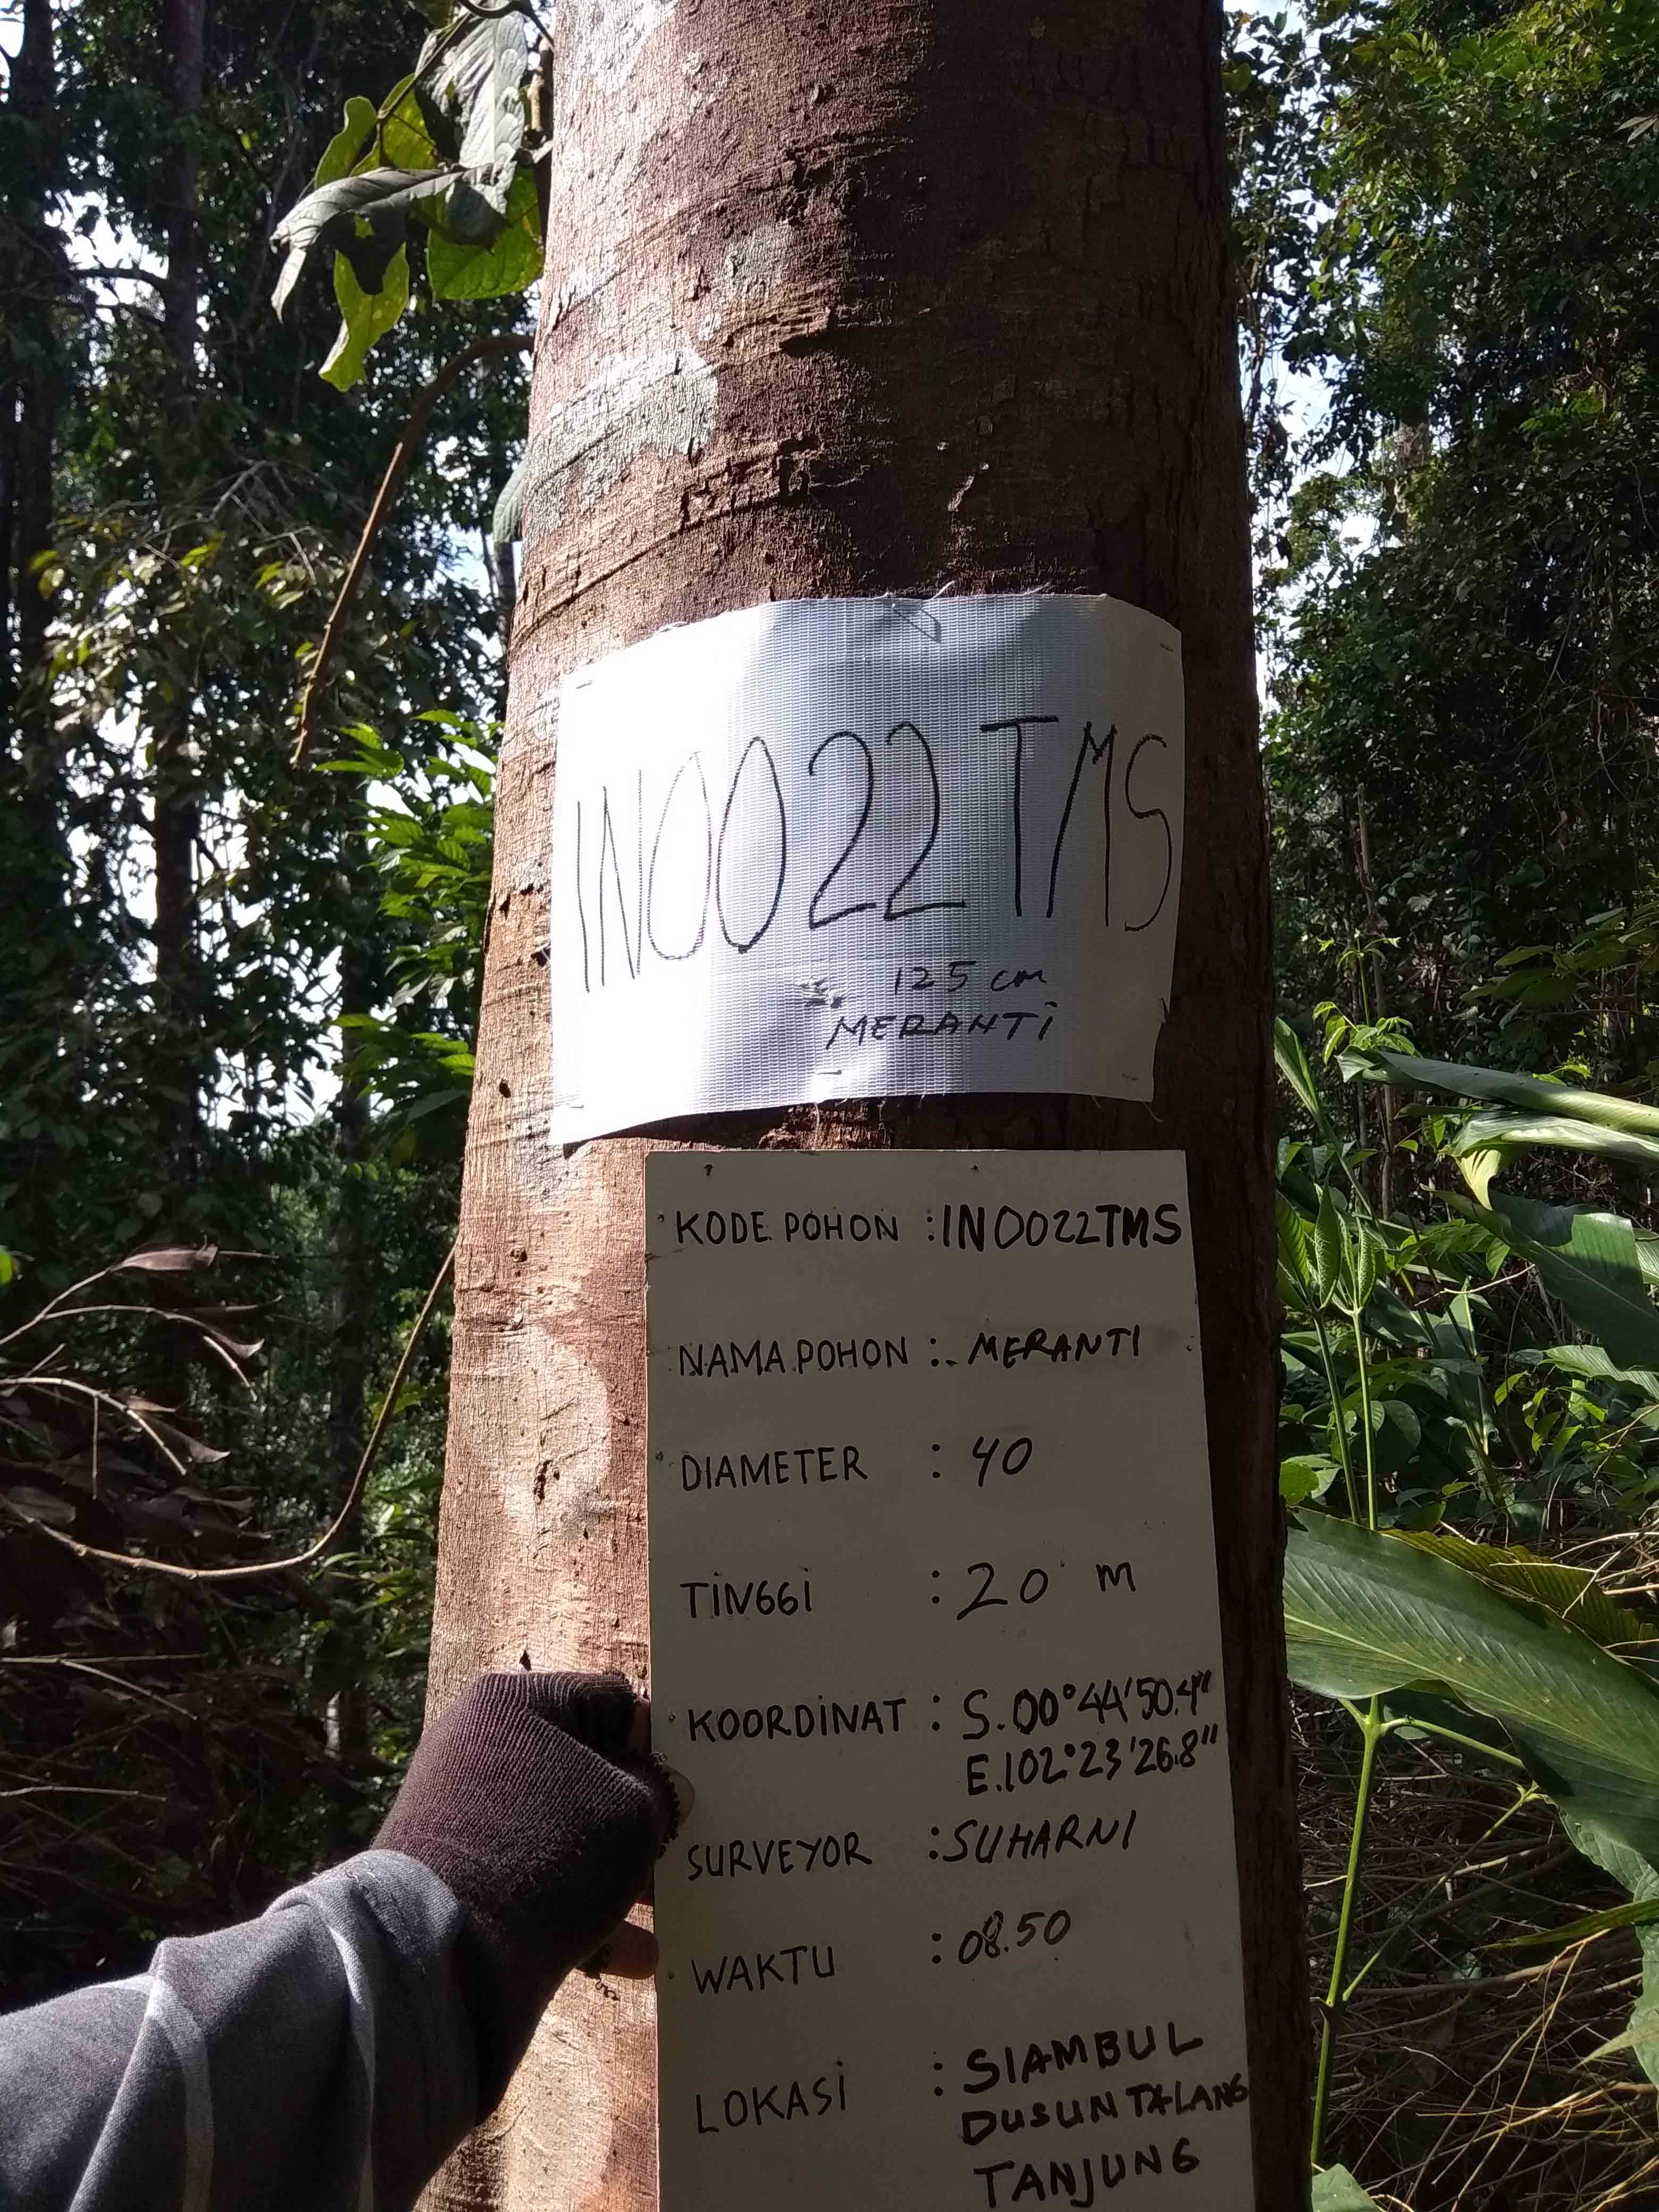 IN0022TMS
125 cm
MERANTI
KODE POHON : IN0022TMS
NAMA POHON : MERANTI
DIAMETER : 40
TINGGI : 20 m
KOORDINAT : S.00°44'50.4"
E.102°23'26.8"
SURVEYOR : SUHARNI
WAKTU : 08.50
LOKASI : SIAMBUL
DUSUN TALANG
TANJUNG